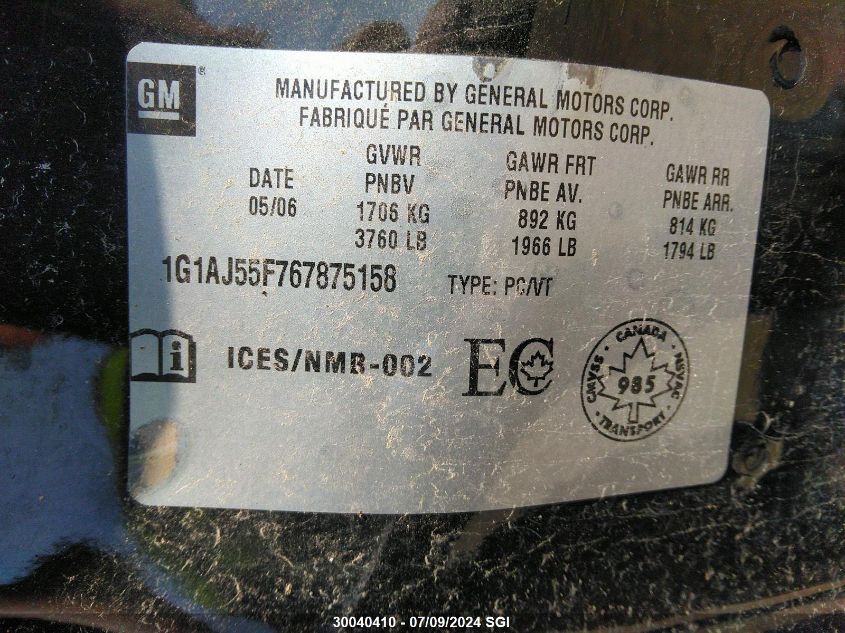 GM®
MANUFACTURED BY GENERAL MOTORS CORP.
FABRIQUÉ PAR GENERAL MOTORS CORP.
DATE
05/06
GVWR
PNBV
1706 KG
3760 LB
GAWR FRT
PNBE AV.
892 KG
1966 LB
GAWR RR
PNBE ARR.
814 KG
1794 LB
1G1AJ55F767875158
TYPE: PC/VT
i
ICES/NMB-002
EC
CANADA
CMVSS
NSVAC
985
TRANSPORT
30040410 - 07/09/2024 SGI